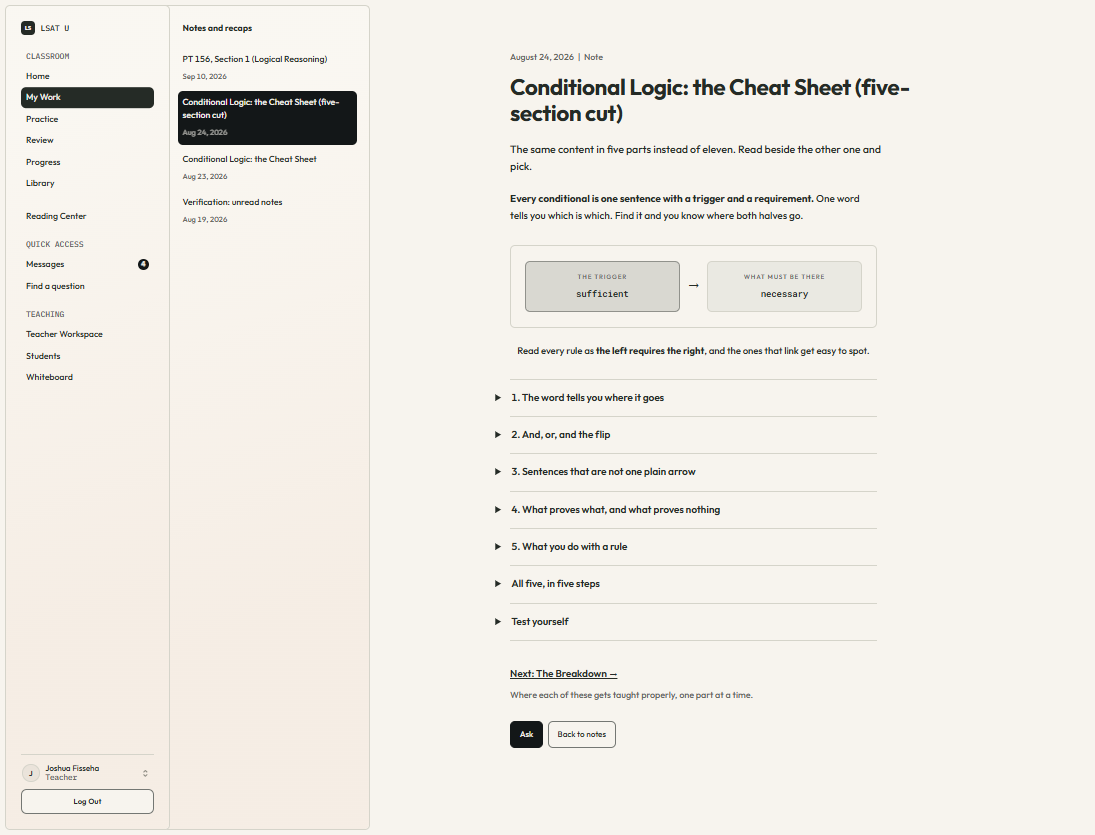 LS LSAT U
CLASSROOM
Home
My Work
Practice
Review
Progress
Library
Reading Center
QUICK ACCESS
Messages 4
Find a question
TEACHING
Teacher Workspace
Students
Whiteboard
J Joshua Fisseha
Teacher
Log Out
Notes and recaps
PT 156, Section 1 (Logical Reasoning)
Sep 10, 2026
Conditional Logic: the Cheat Sheet (five-
section cut)
Aug 24, 2026
Conditional Logic: the Cheat Sheet
Aug 23, 2026
Verification: unread notes
Aug 19, 2026
August 24, 2026 | Note
Conditional Logic: the Cheat Sheet (five-
section cut)
The same content in five parts instead of eleven. Read beside the other one and
pick.
Every conditional is one sentence with a trigger and a requirement. One word
tells you which is which. Find it and you know where both halves go.
THE TRIGGER
sufficient
→
WHAT MUST BE THERE
necessary
Read every rule as the left requires the right, and the ones that link get easy to spot.
1. The word tells you where it goes
2. And, or, and the flip
3. Sentences that are not one plain arrow
4. What proves what, and what proves nothing
5. What you do with a rule
All five, in five steps
Test yourself
Next: The Breakdown →
Where each of these gets taught properly, one part at a time.
Ask Back to notes